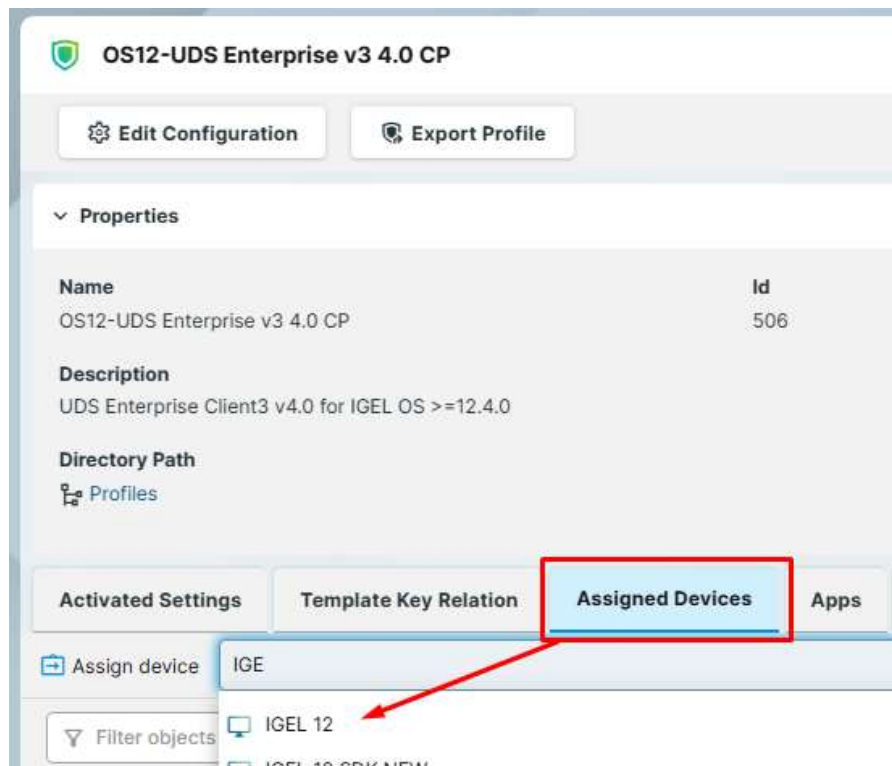 OS12-UDS Enterprise v3 4.0 CP
Edit Configuration Export Profile
Properties
Name Id
OS12-UDS Enterprise v3 4.0 CP 506
Description
UDS Enterprise Client3 v4.0 for IGEL OS >=12.4.0
Directory Path
Profiles
Activated Settings Template Key Relation Assigned Devices Apps
Assign device IGE
IGEL 12
Filter objects